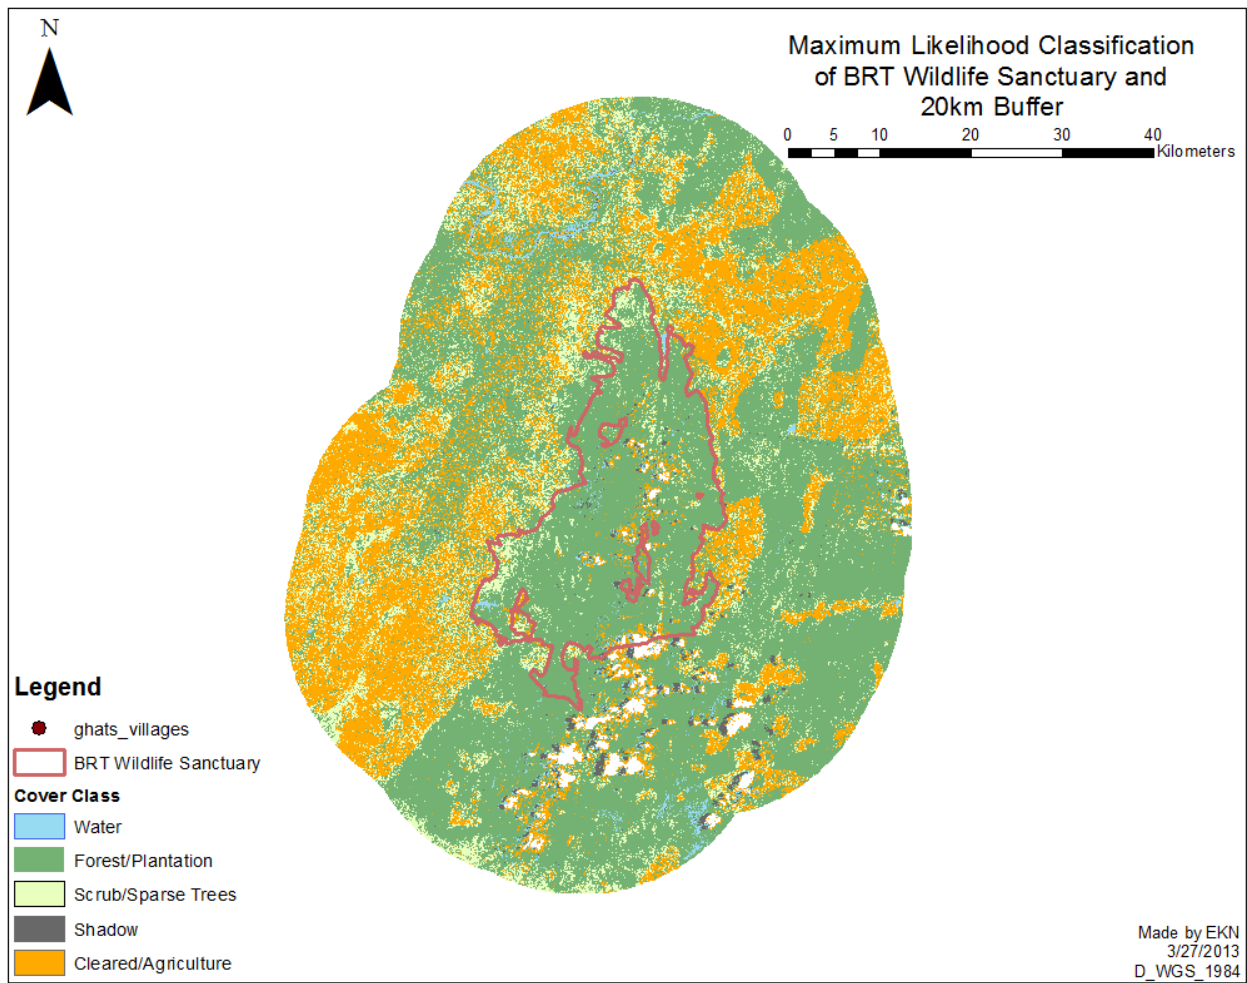 N
Maximum Likelihood Classification
of BRT Wildlife Sanctuary and
20km Buffer
0 5 10 20 30 40
Kilometers
Legend
ghats_villages
BRT Wildlife Sanctuary
Cover Class
Water
Forest/Plantation
Scrub/Sparse Trees
Shadow
Cleared/Agriculture
Made by EKN
3/27/2013
D_WGS_1984